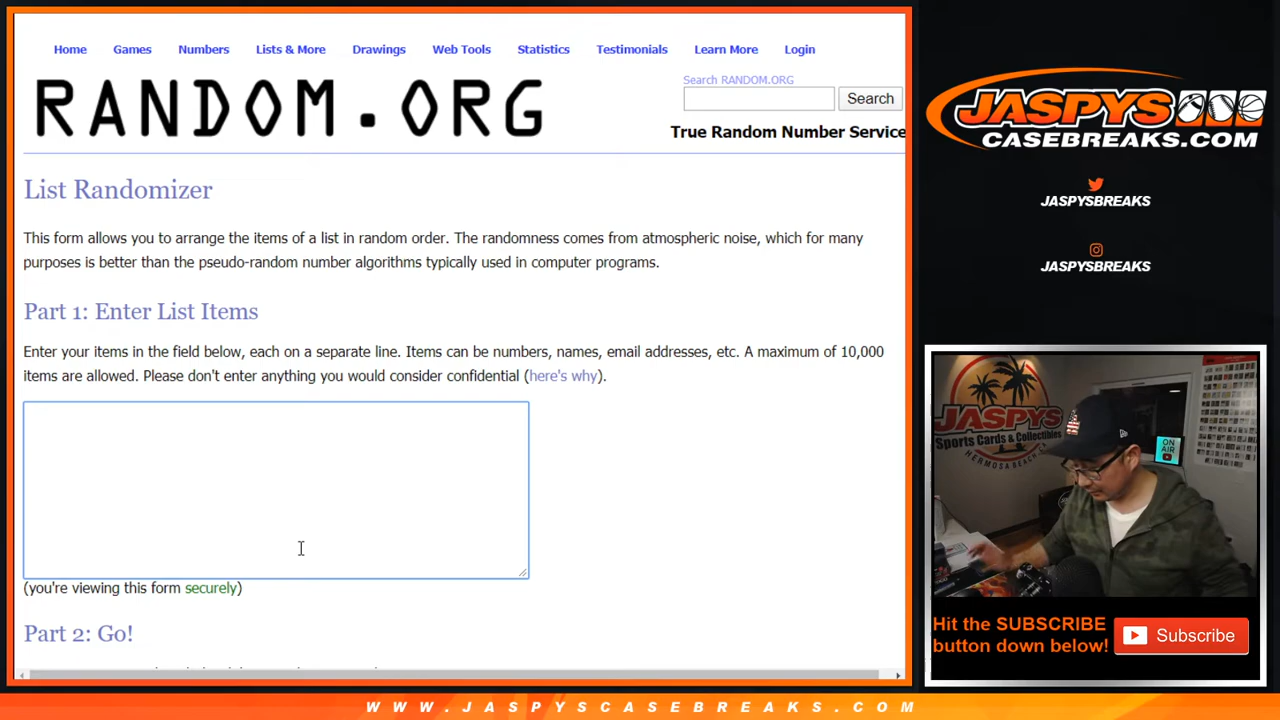 Home Games Numbers Lists & More Drawings Web Tools Statistics Testimonials Learn More Login
RANDOM.ORG
Search RANDOM.ORG
Search
True Random Number Service
List Randomizer
This form allows you to arrange the items of a list in random order. The randomness comes from atmospheric noise, which for many
purposes is better than the pseudo-random number algorithms typically used in computer programs.
Part 1: Enter List Items
Enter your items in the field below, each on a separate line. Items can be numbers, names, email addresses, etc. A maximum of 10,000
items are allowed. Please don't enter anything you would consider confidential (here's why).
(you're viewing this form securely)
Part 2: Go!
JASPYS
CASEBREAKS.COM
JASPYSBREAKS
JASPYSBREAKS
JASPYS
Sports Cards & Collectibles
HERMOSA BEACH
ON
AIR
Hit the SUBSCRIBE
button down below!
Subscribe
WWW.JASPYSCASEBREAKS.COM